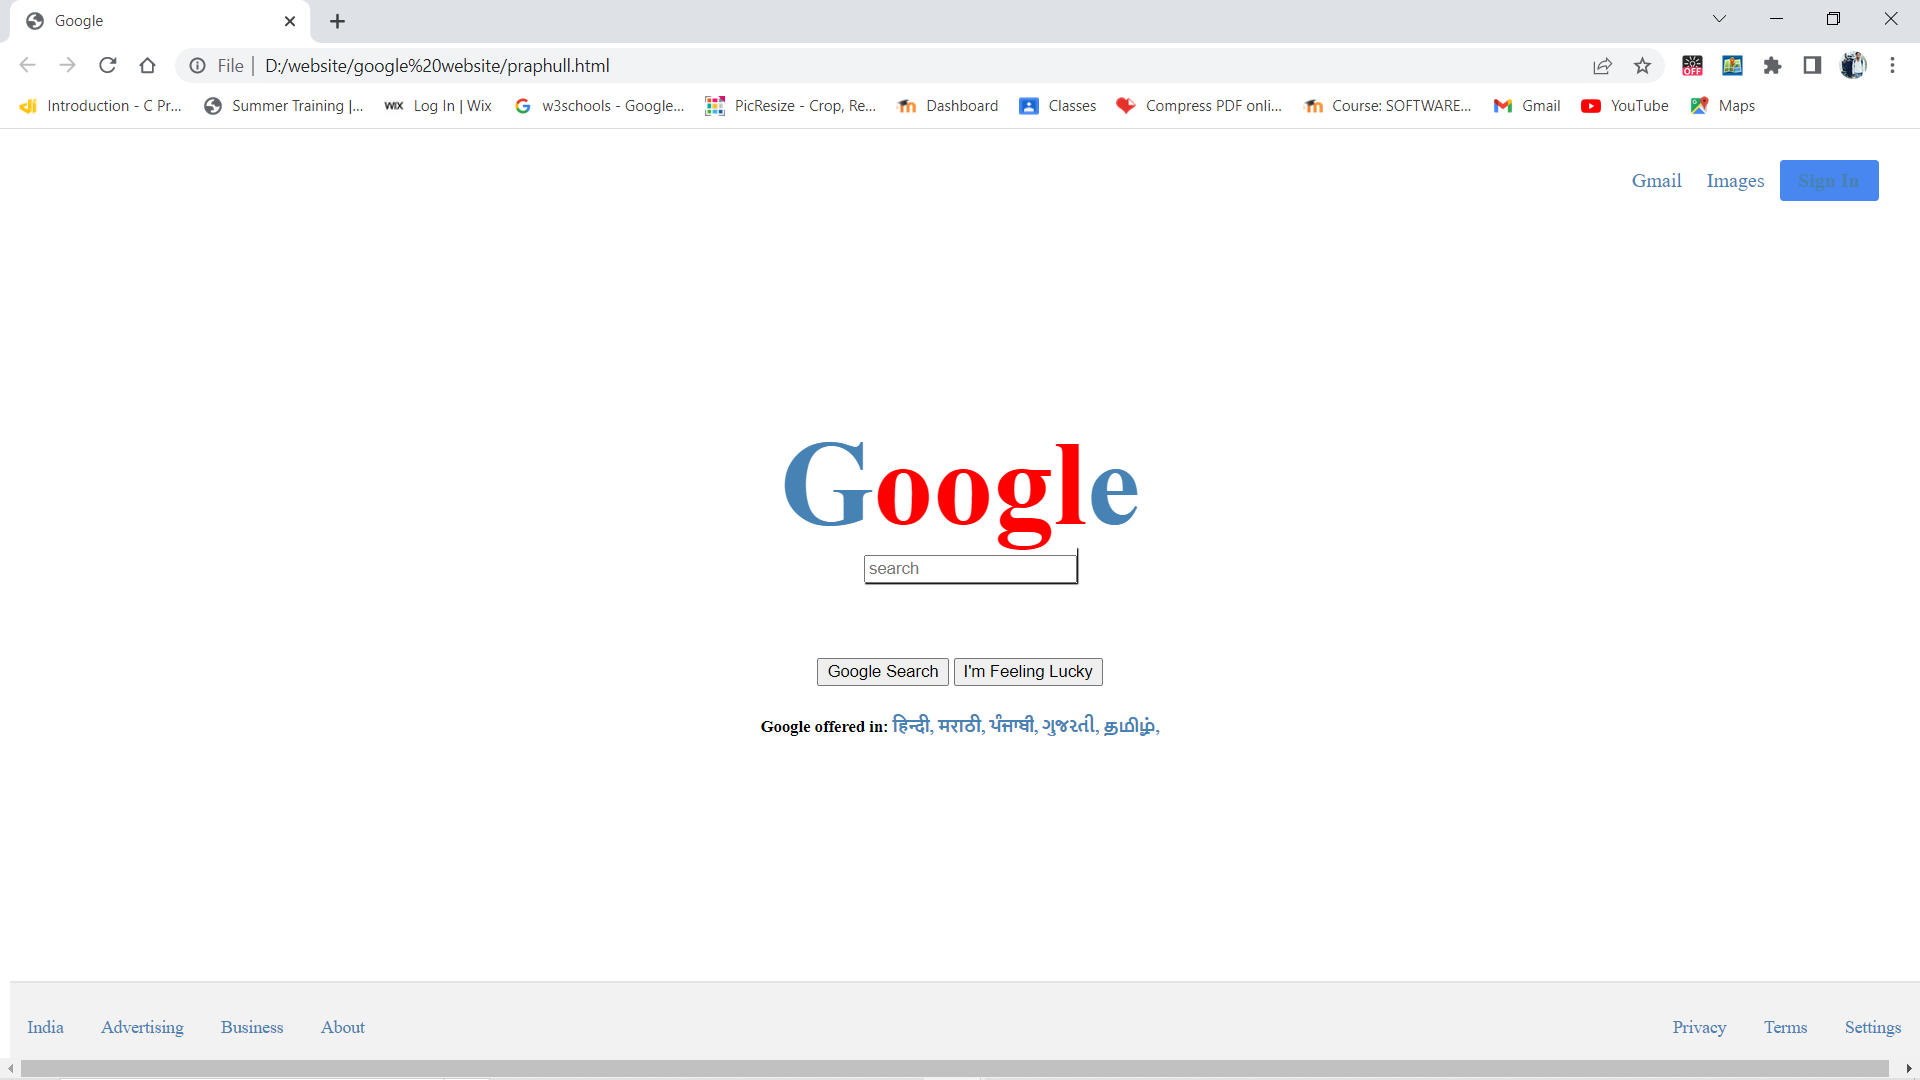 Google
File D:/website/google%20website/praphull.html
Introduction - C Pr... Summer Training |... WIX Log In | Wix w3schools - Google... PicResize - Crop, Re... Dashboard Classes Compress PDF onli... Course: SOFTWARE... Gmail YouTube Maps
Gmail Images Sign In
Google
search
Google Search I'm Feeling Lucky
Google offered in: हिन्दी, मराठी, ਪੰਜਾਬੀ, ગુજરતી, தமிழ்,
India Advertising Business About Privacy Terms Settings